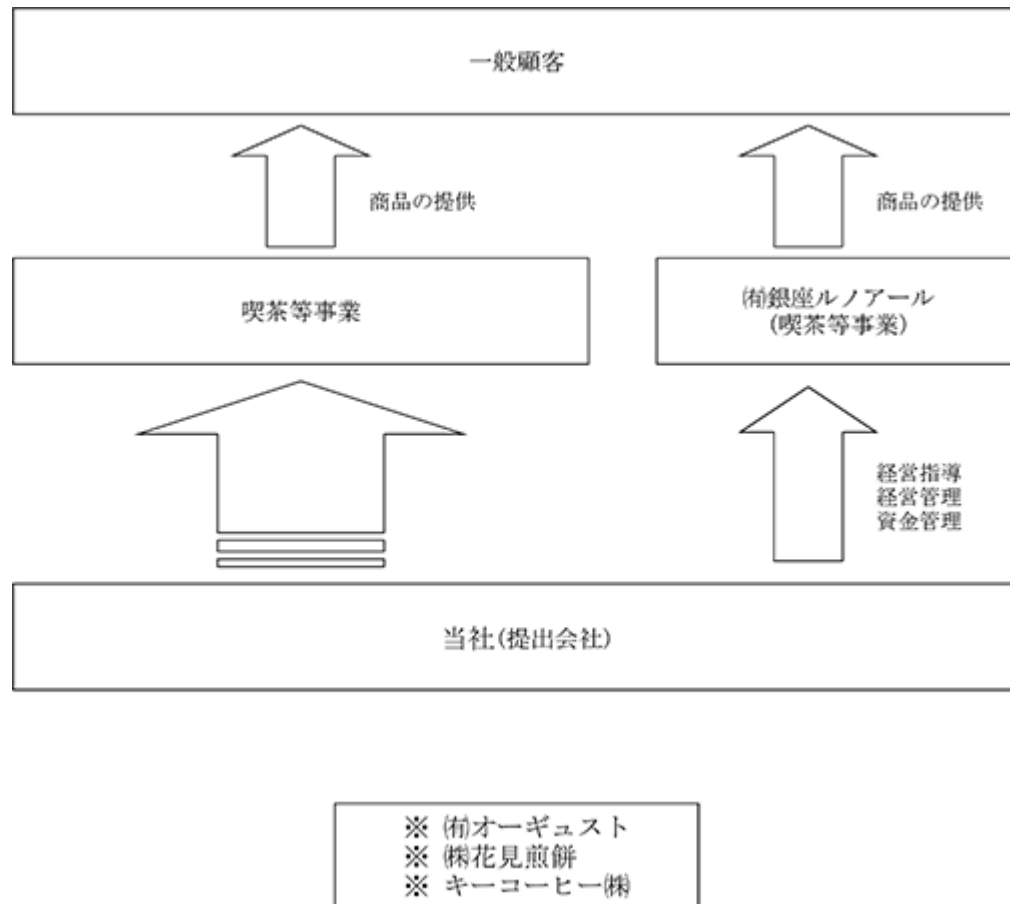 一般顧客
商品の提供
商品の提供
喫茶等事業
㈲銀座ルノアール
(喫茶等事業)
経営指導
経営管理
資金管理
当社(提出会社)
※ ㈲オーギュスト
※ ㈱花見煎餅
※ キーコーヒー㈱